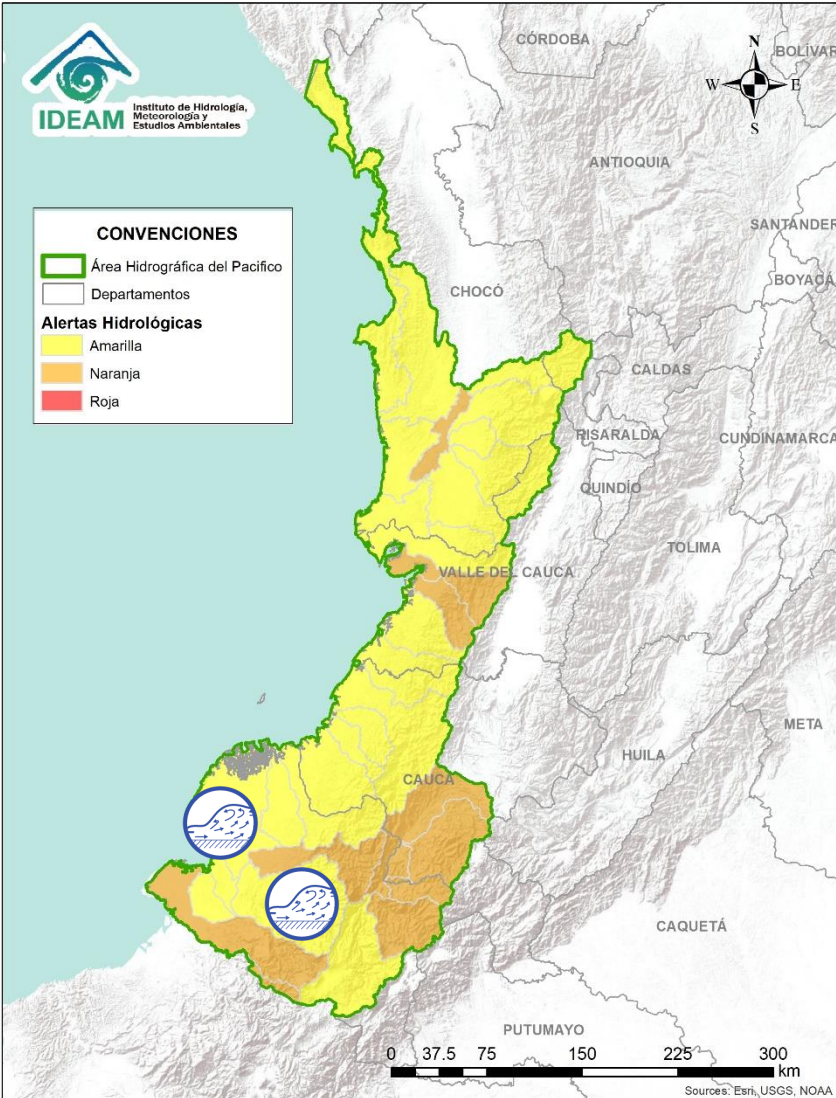 IDEAM
Instituto de Hidrología,
Meteorología y
Estudios Ambientales
CONVENCIONES
Área Hidrográfica del Pacifico
Departamentos
Alertas Hidrológicas
Amarilla
Naranja
Roja
N
W
E
S
CÓRDOBA
BOLÍVAR
ANTIOQUIA
SANTANDER
BOYACÁ
CHOCÓ
CALDAS
RISARALDA
CUNDINAMARCA
QUINDÍO
TOLIMA
VALLE DEL CAUCA
META
HUILA
CAUCA
CAQUETÁ
PUTUMAYO
0 37.5 75 150 225 300
km
Sources: Esri, USGS, NOAA